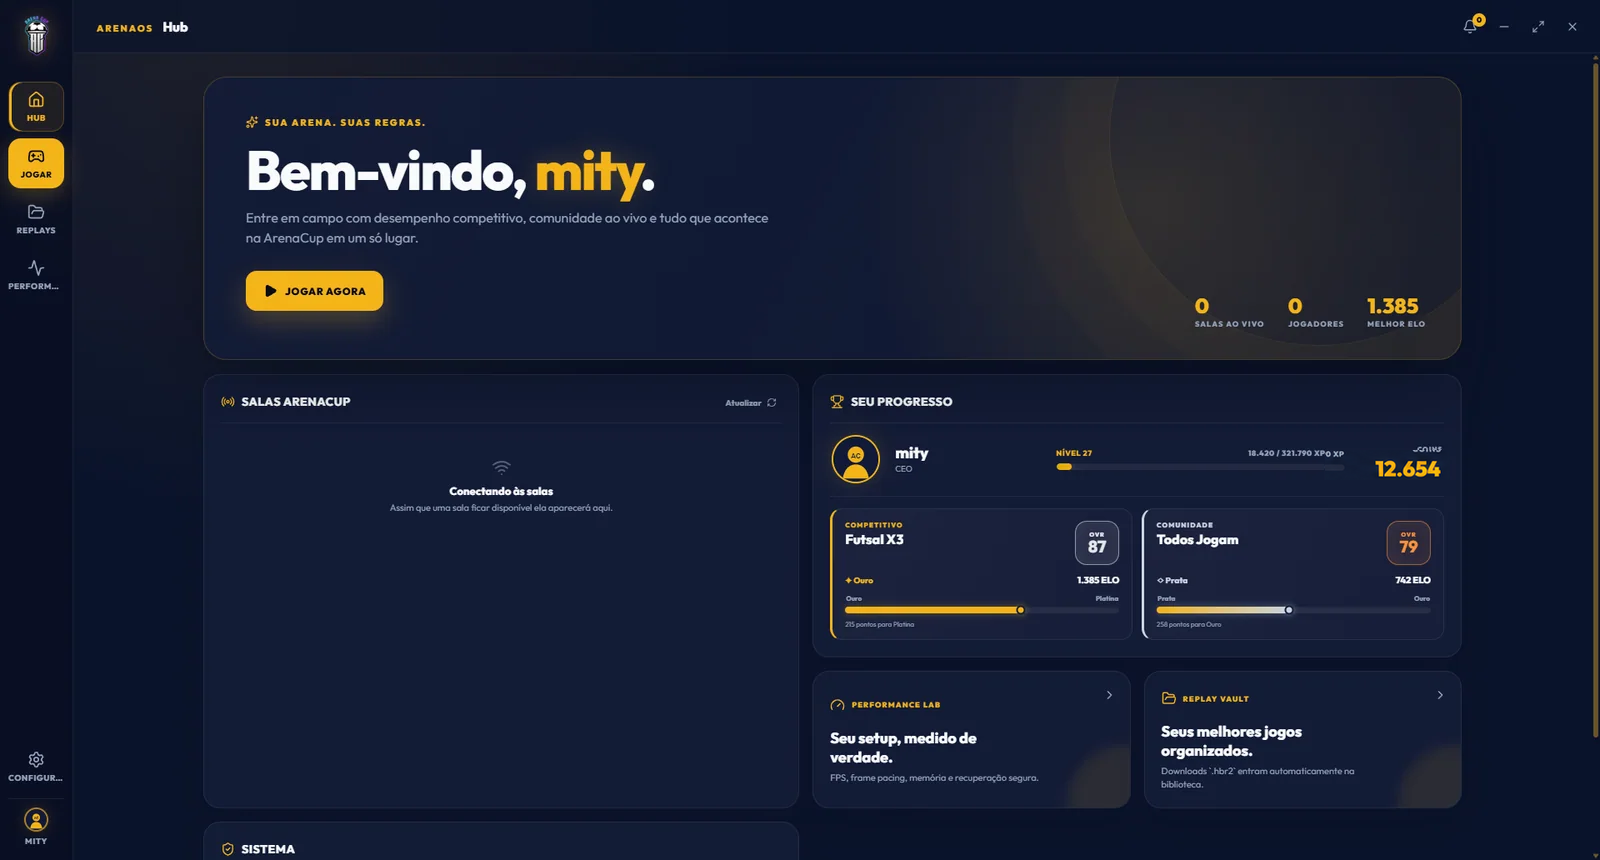 ARENAOS Hub
0
HUB
JOGAR
REPLAYS
PERFORM...
CONFIGUR...
MITY
SUA ARENA. SUAS REGRAS.
Bem-vindo, mity.
Entre em campo com desempenho competitivo, comunidade ao vivo e tudo que acontece
na ArenaCup em um só lugar.
JOGAR AGORA
0
SALAS AO VIVO
0
JOGADORES
1.385
MELHOR ELO
SALAS ARENACUP
Atualizar
Conectando às salas
Assim que uma sala ficar disponível ela aparecerá aqui.
SEU PROGRESSO
AC
mity
CEO
NÍVEL 27
18.420 / 321.790 XP
0 XP
12.654
COMPETITIVO
Futsal X3
OVR
87
Ouro
1.385 ELO
Ouro
Platina
215 pontos para Platina
COMUNIDADE
Todos Jogam
OVR
79
Prata
742 ELO
Prata
Ouro
258 pontos para Ouro
PERFORMANCE LAB
Seu setup, medido de
verdade.
FPS, frame pacing, memória e recuperação segura.
REPLAY VAULT
Seus melhores jogos
organizados.
Downloads `.hbr2` entram automaticamente na
biblioteca.
SISTEMA